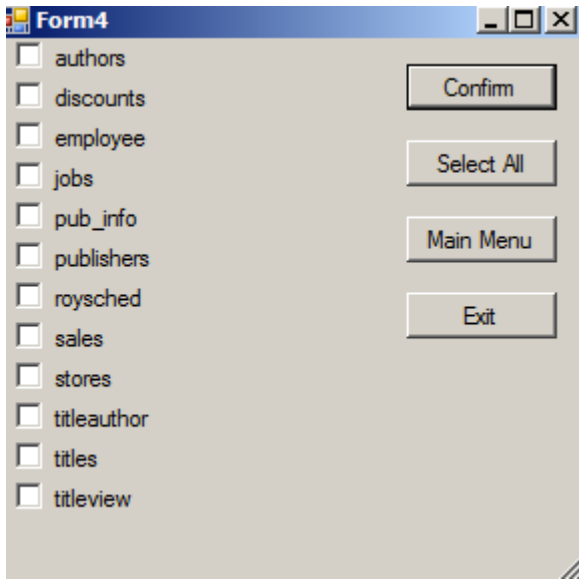 Form4
authors
discounts
employee
jobs
pub_info
publishers
roysched
sales
stores
titleauthor
titles
titleview
Confirm
Select All
Main Menu
Exit